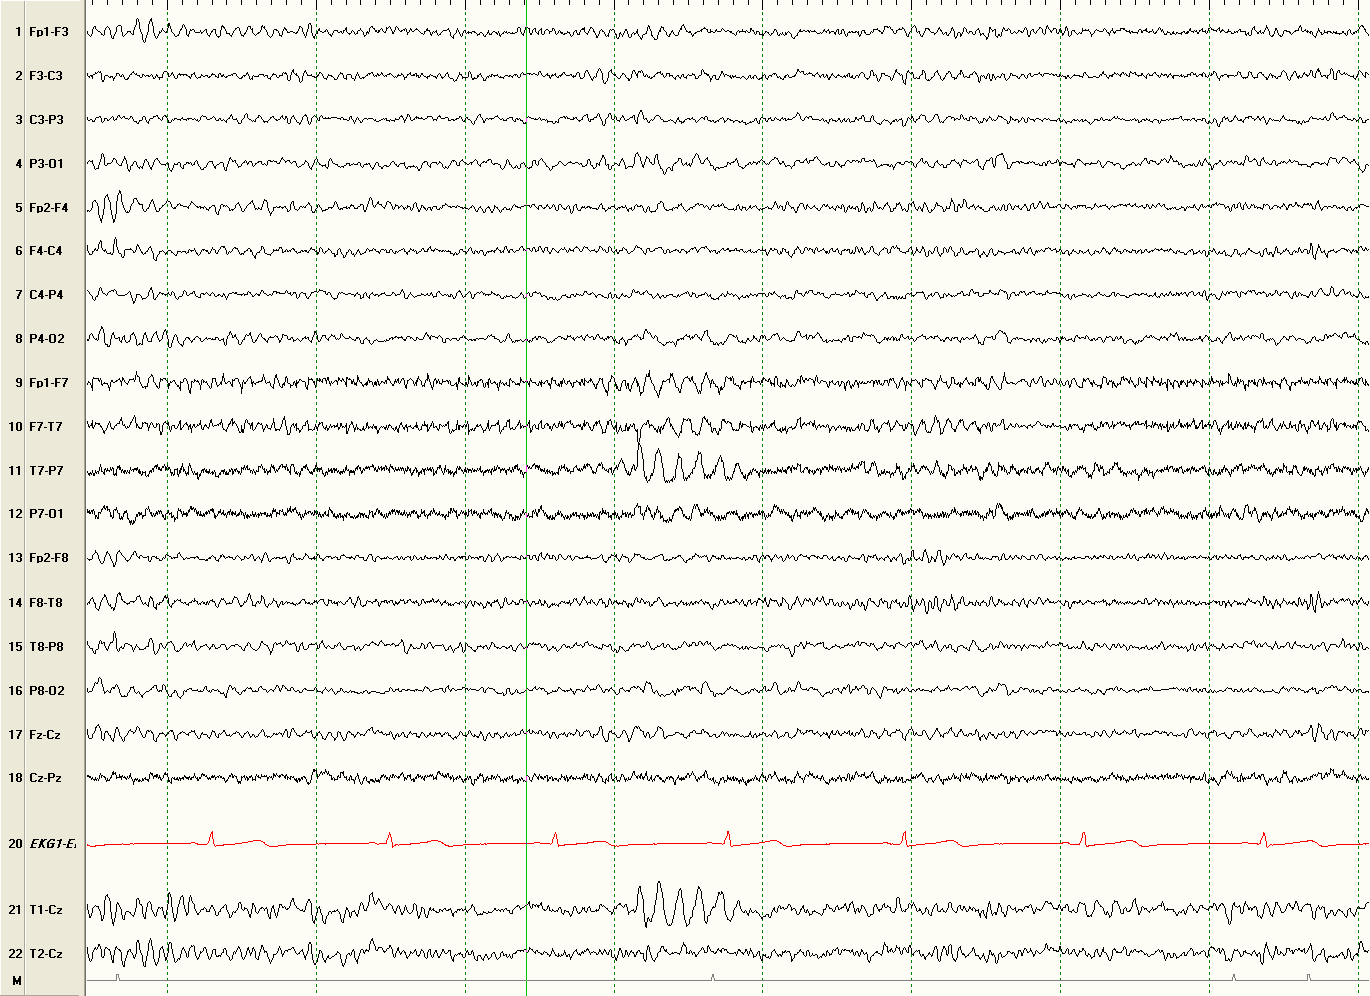 1 Fp1-F3
2 F3-C3
3 C3-P3
4 P3-O1
5 Fp2-F4
6 F4-C4
7 C4-P4
8 P4-O2
9 Fp1-F7
10 F7-T7
11 T7-P7
12 P7-O1
13 Fp2-F8
14 F8-T8
15 T8-P8
16 P8-O2
17 Fz-Cz
18 Cz-Pz
20 EKG1-E
21 T1-Cz
22 T2-Cz
M